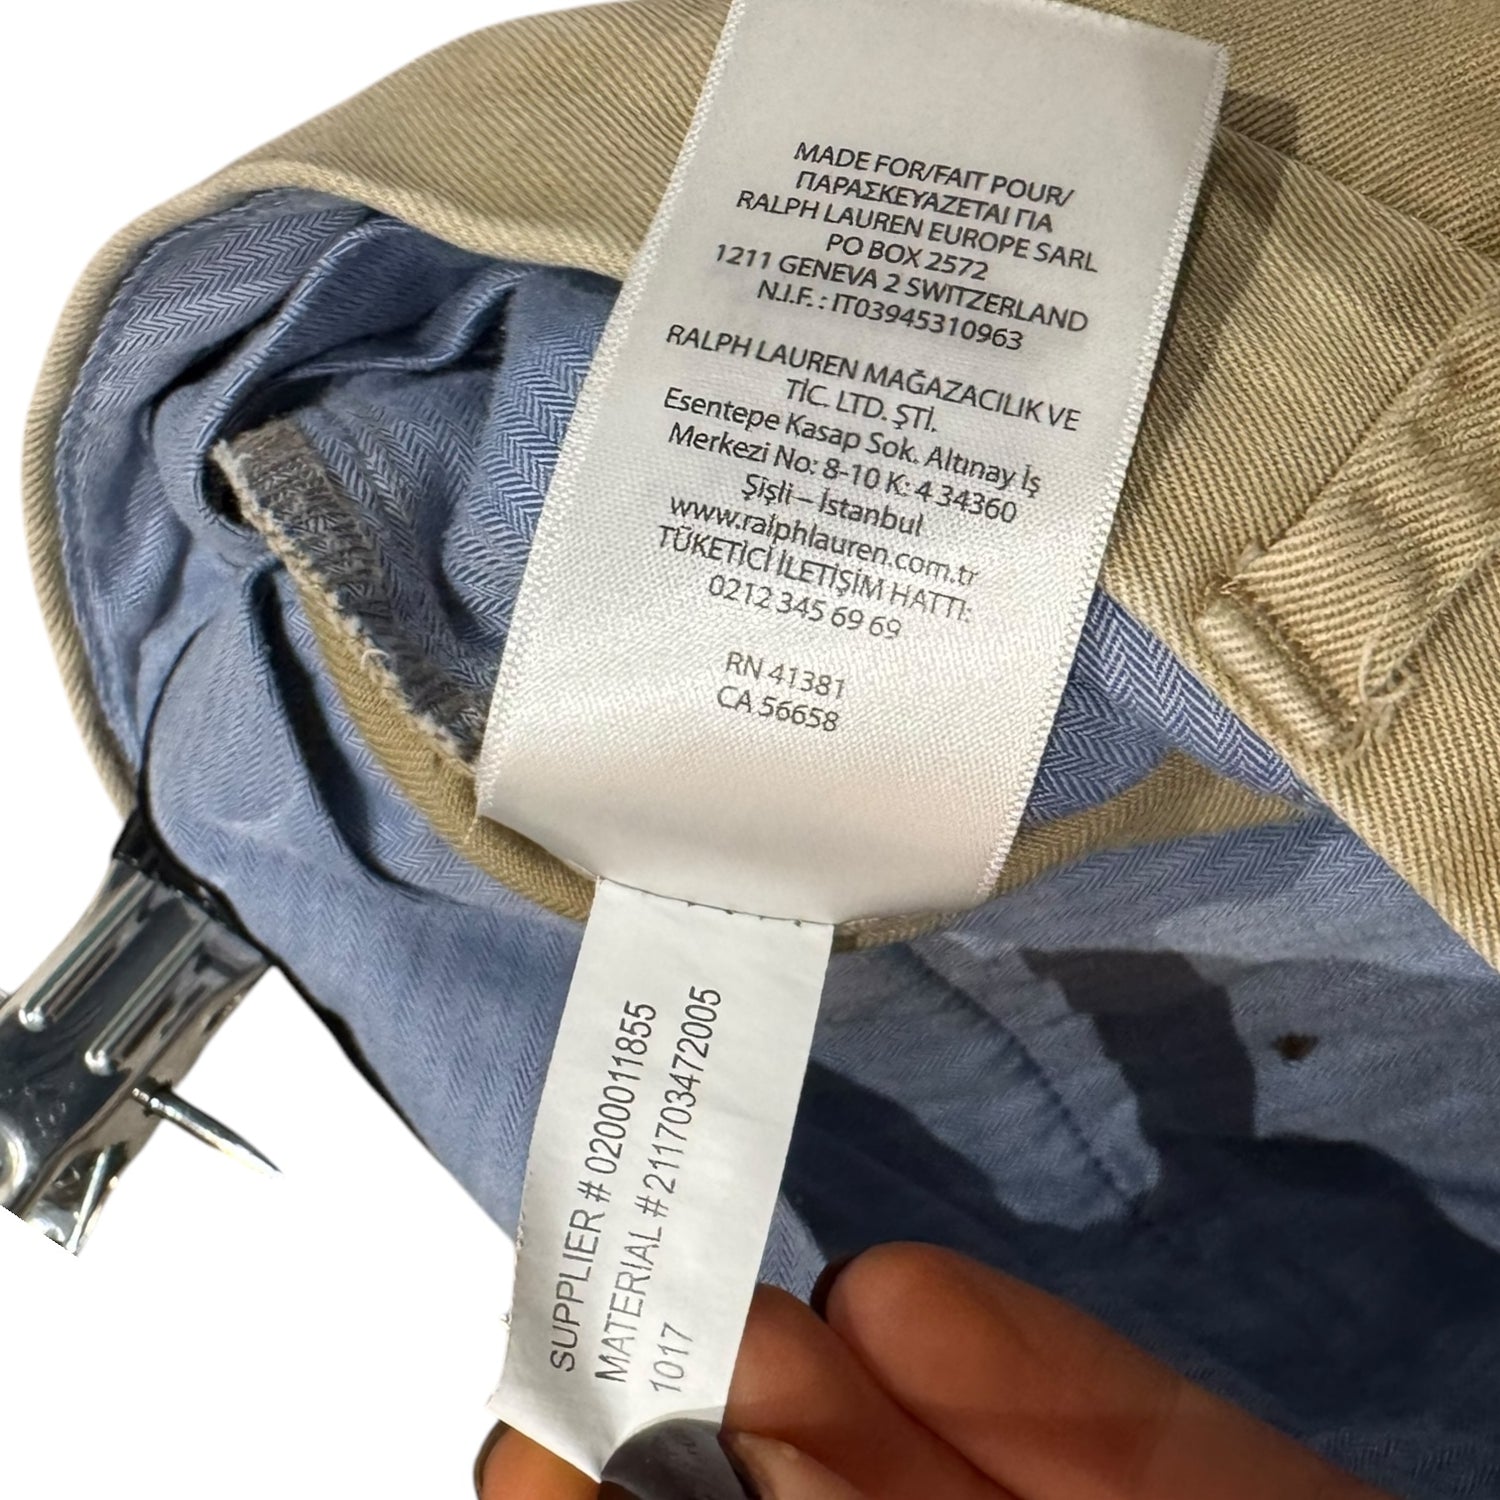 MADE FOR/FAIT POUR/
ΠΑΡΑΣΚΕΥΑΖΕΤΑΙ ΓΙΑ
RALPH LAUREN EUROPE SARL
PO BOX 2572
1211 GENEVA 2 SWITZERLAND
N.I.F. : IT03945310963
RALPH LAUREN MAĞAZACILIK VE
TİC. LTD. ŞTİ.
Esentepe Kasap Sok. Altınay İş
Merkezi No: 8-10 K: 4 34360
Şişli – İstanbul
www.ralphlauren.com.tr
TÜKETİCİ İLETİŞİM HATTI:
0212 345 69 69
RN 41381
CA 56658
SUPPLIER # 0200011855
MATERIAL # 211703472005
1017